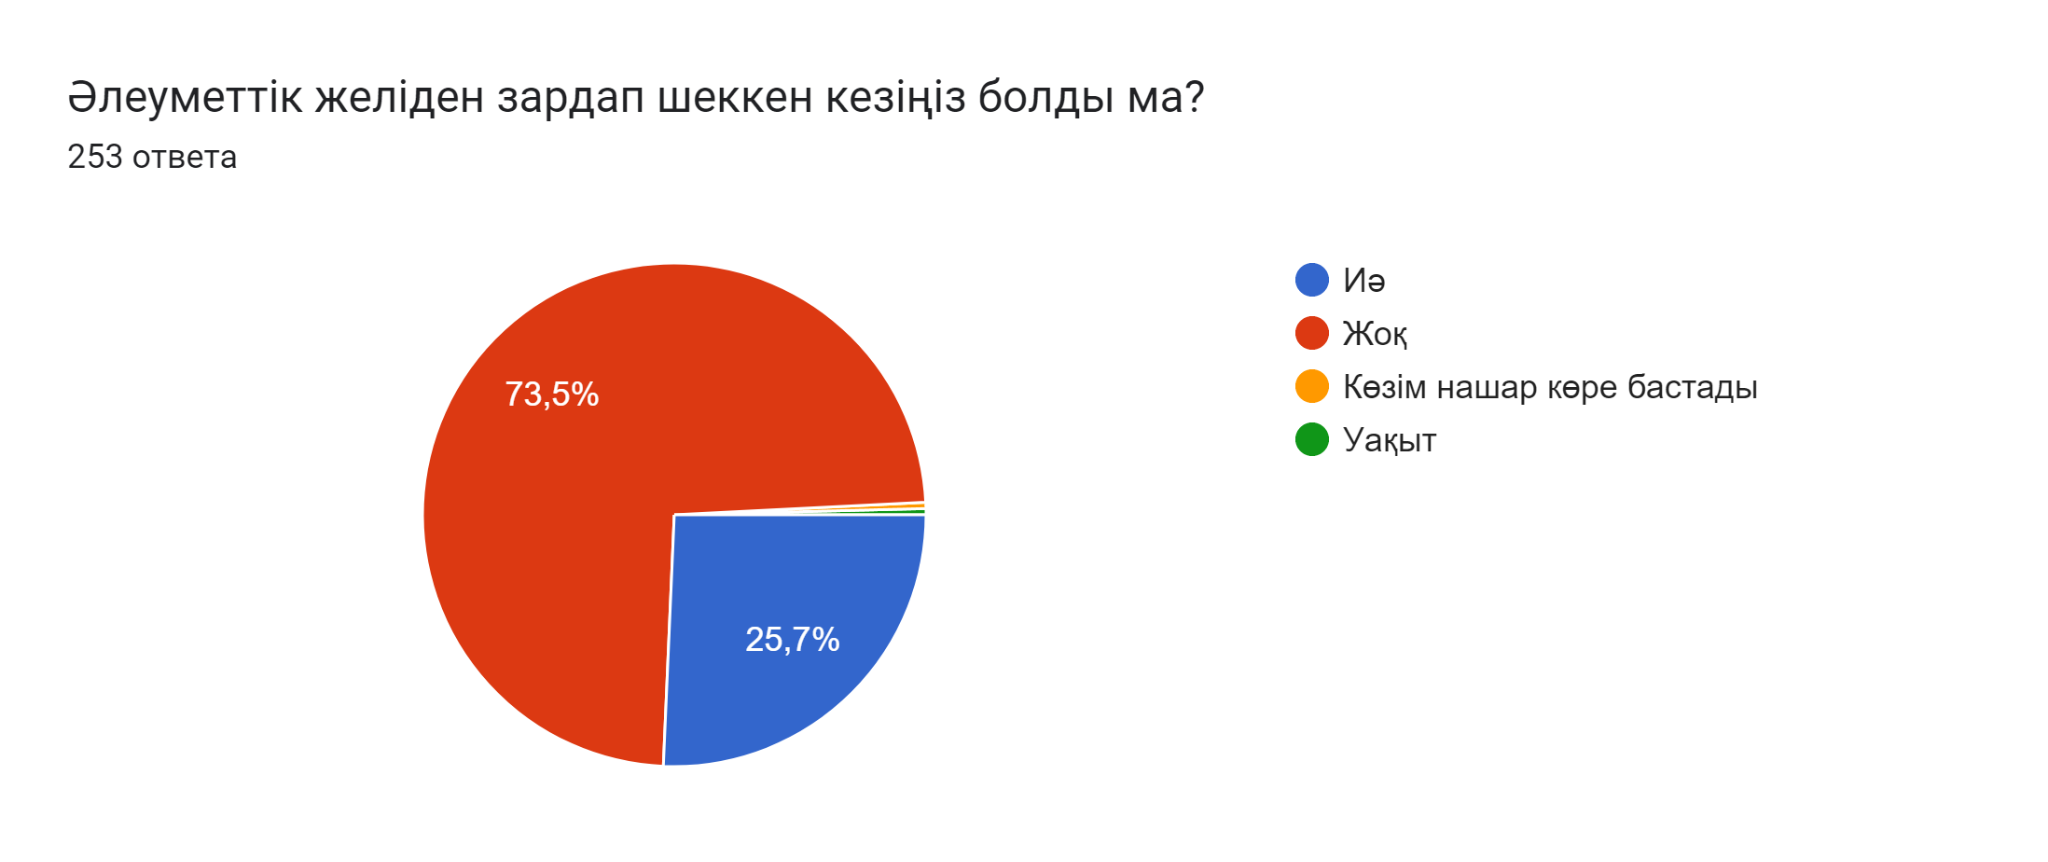 Әлеуметтік желіден зардап шеккен кезіңіз болды ма?
253 ответа
73,5%
25,7%
Иә
Жоқ
Көзім нашар көре бастады
Уақыт